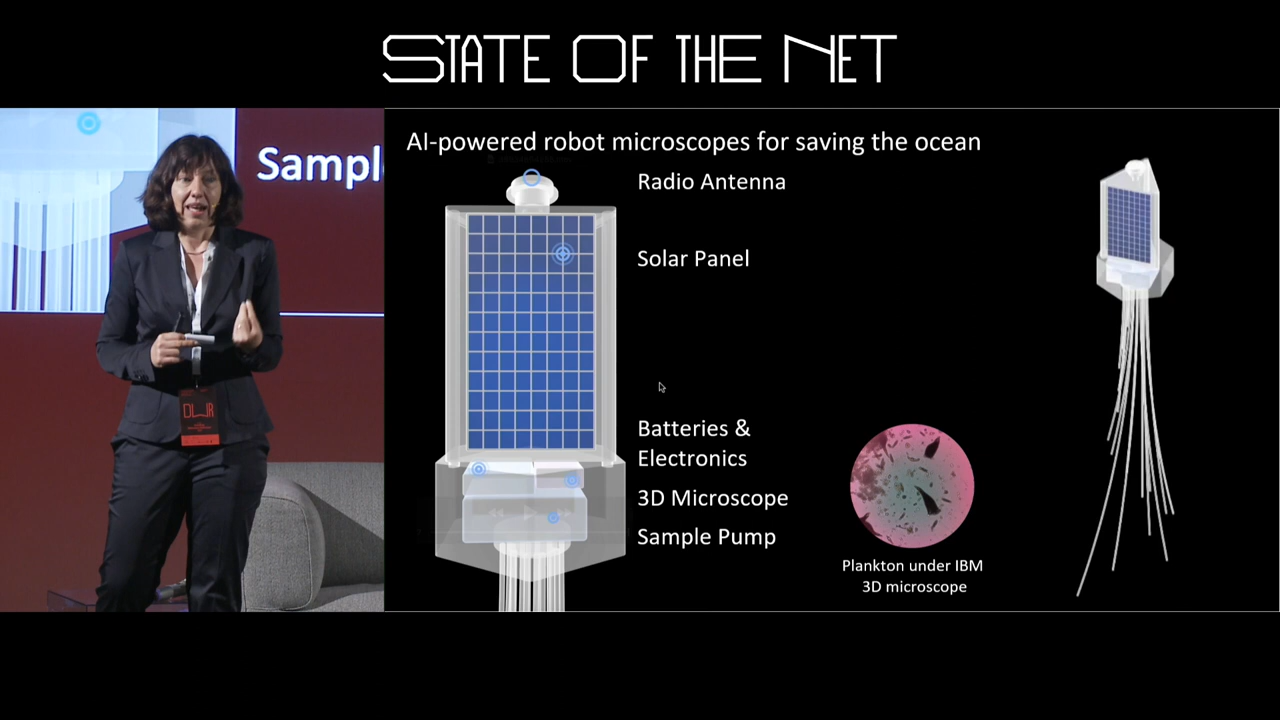 STATE OF THE NET
Sampl
AI-powered robot microscopes for saving the ocean
Radio Antenna
Solar Panel
Batteries &
Electronics
3D Microscope
Sample Pump
Plankton under IBM
3D microscope